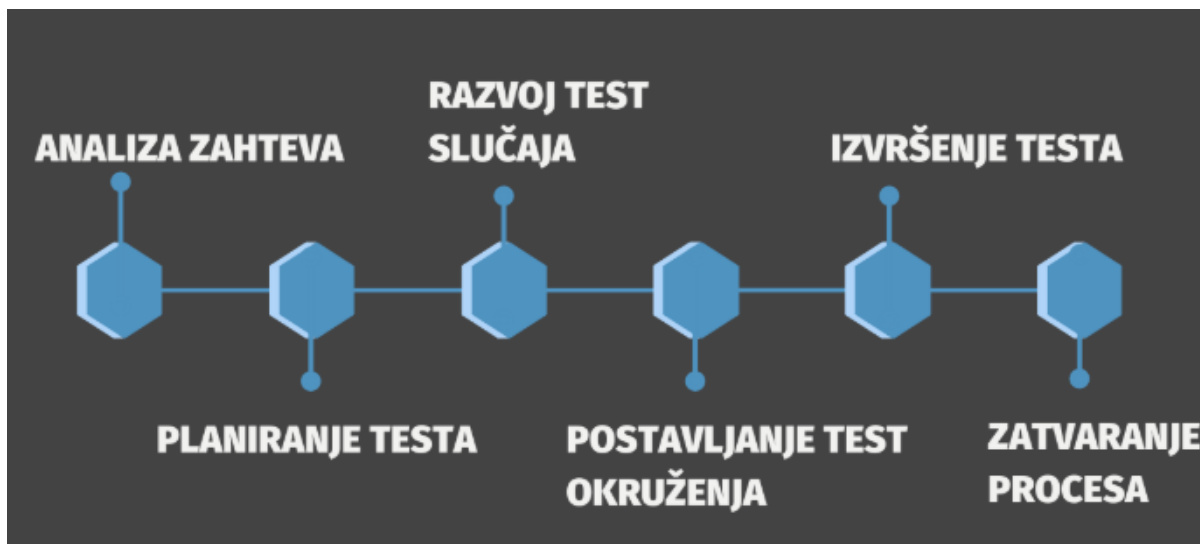 ANALIZA ZAHTEVA
PLANIRANJE TESTA
RAZVOJ TEST
SLUČAJA
POSTAVLJANJE TEST
OKRUŽENJA
IZVRŠENJE TESTA
ZATVARANJE
PROCESA